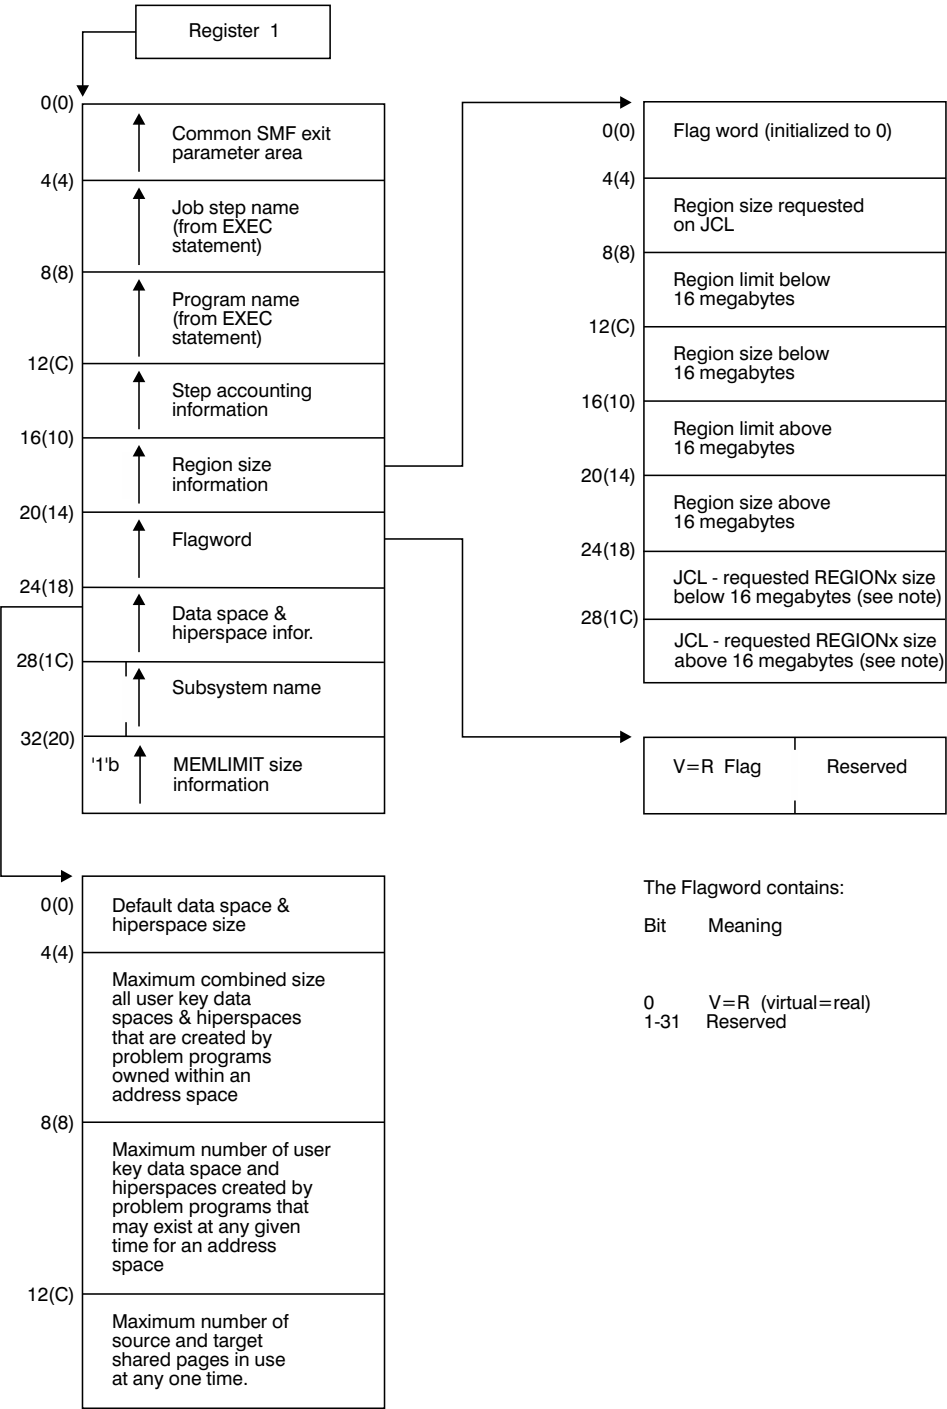 Register 1
0(0)
Common SMF exit
parameter area
4(4)
Job step name
(from EXEC
statement)
8(8)
Program name
(from EXEC
statement)
12(C)
Step accounting
information
16(10)
Region size
information
20(14)
Flagword
24(18)
Data space &
hiperspace infor.
28(1C)
Subsystem name
32(20)
'1'b
MEMLIMIT size
information
0(0)
Flag word (initialized to 0)
4(4)
Region size requested
on JCL
8(8)
Region limit below
16 megabytes
12(C)
Region size below
16 megabytes
16(10)
Region limit above
16 megabytes
20(14)
Region size above
16 megabytes
24(18)
JCL - requested REGIONx size
below 16 megabytes (see note)
28(1C)
JCL - requested REGIONx size
above 16 megabytes (see note)
V=R Flag Reserved
The Flagword contains:
Bit Meaning
0 V=R (virtual=real)
1-31 Reserved
0(0)
Default data space &
hiperspace size
4(4)
Maximum combined size
all user key data
spaces & hiperspaces
that are created by
problem programs
owned within an
address space
8(8)
Maximum number of user
key data space and
hiperspaces created by
problem programs that
may exist at any given
time for an address
space
12(C)
Maximum number of
source and target
shared pages in use
at any one time.